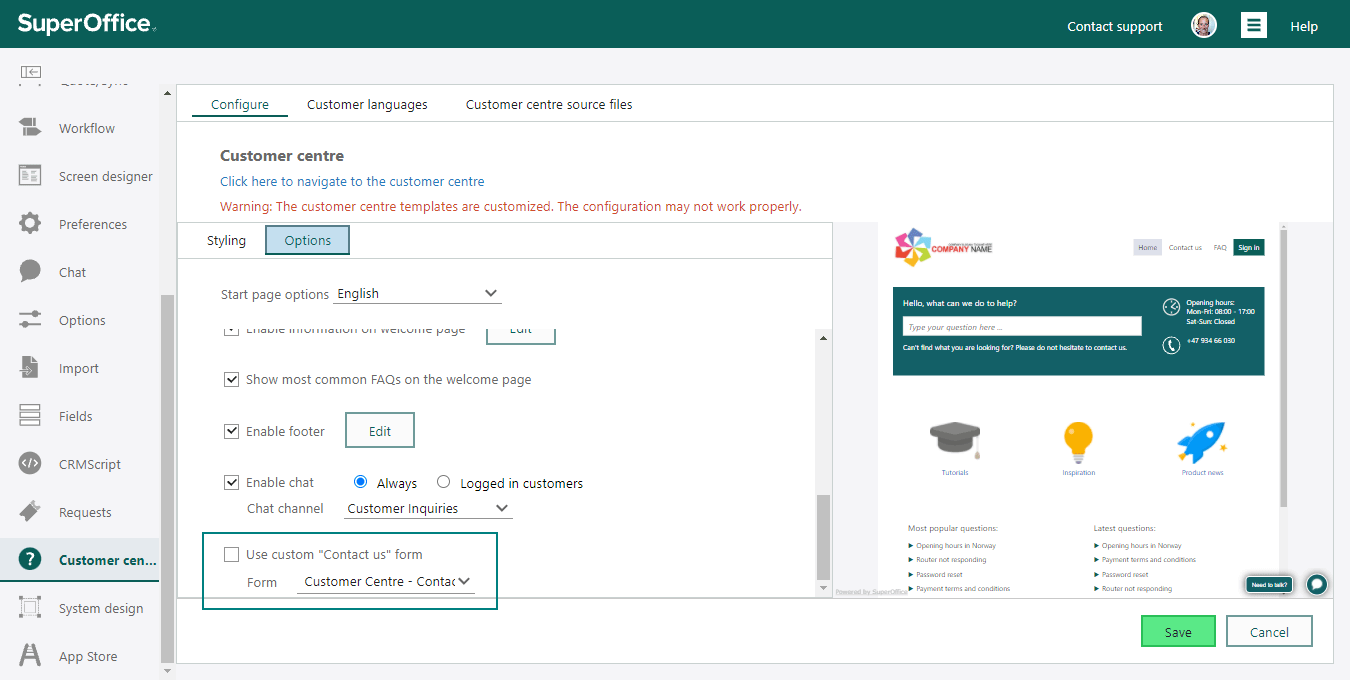 SuperOffice
Contact support
Help
Quote/Sync
Workflow
Screen designer
Preferences
Chat
Options
Import
Fields
CRMScript
Requests
Customer cen...
System design
App Store
Configure
Customer languages
Customer centre source files
Customer centre
Click here to navigate to the customer centre
Warning: The customer centre templates are customized. The configuration may not work properly.
Styling
Options
Start page options English
Enable information on welcome page Edit
Show most common FAQs on the welcome page
Enable footer Edit
Enable chat Always Logged in customers
Chat channel Customer Inquiries
Use custom "Contact us" form
Form Customer Centre - Contac
COMPANY NAME
Home Contact us FAQ Sign in
Hello, what can we do to help?
Type your question here ...
Can't find what you are looking for? Please do not hesitate to contact us.
Opening hours:
Mon-Fri: 08:00 - 17:00
Sat-Sun: Closed
+47 934 66 030
Tutorials
Inspiration
Product news
Most popular questions:
Opening hours in Norway
Router not responding
Password reset
Payment terms and conditions
Latest questions:
Opening hours in Norway
Payment terms and conditions
Password reset
Router not responding
Powered by SuperOffice
Need to talk?
Save
Cancel